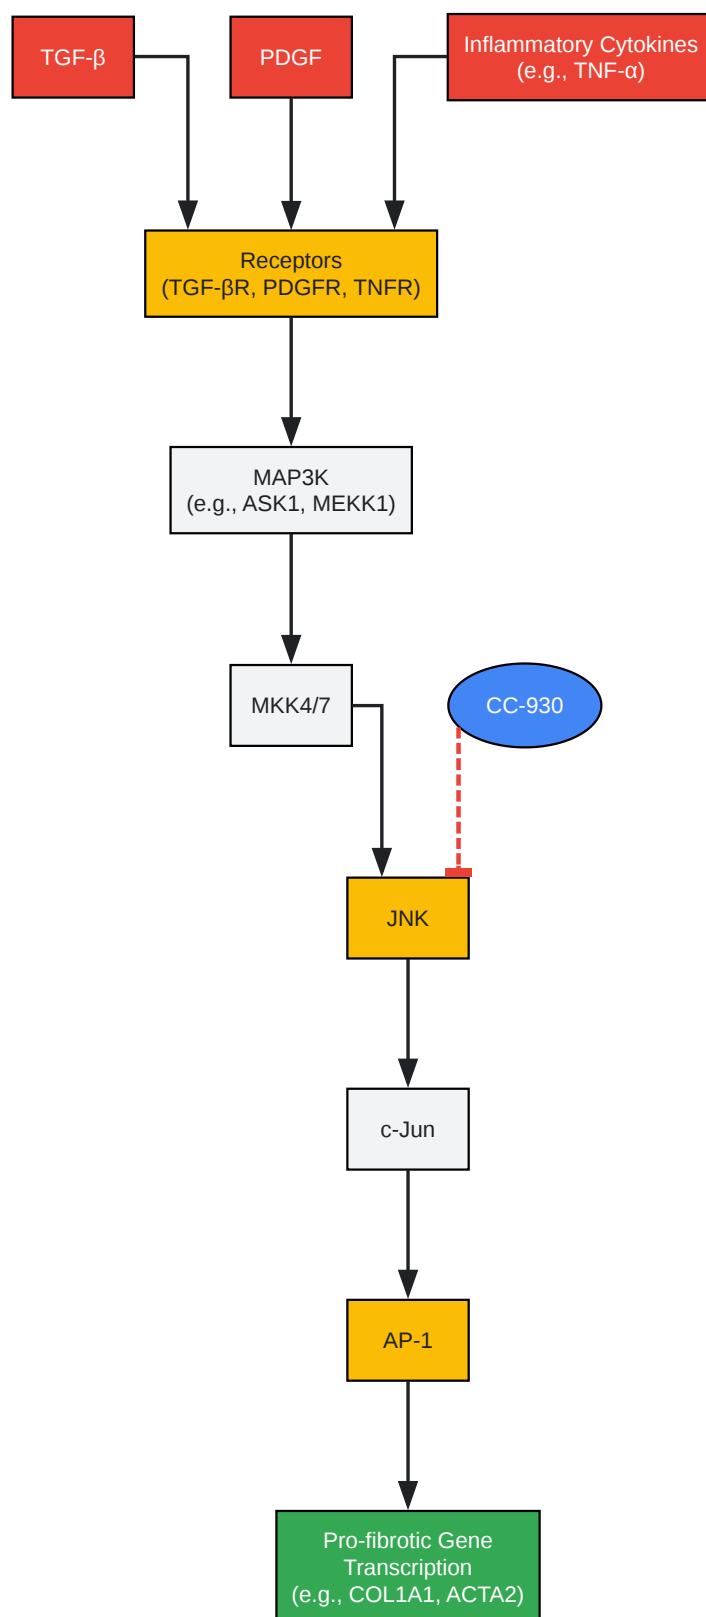 TGF-β
PDGF
Inflammatory Cytokines
(e.g., TNF-α)
Receptors
(TGF-βR, PDGFR, TNFR)
MAP3K
(e.g., ASK1, MEKK1)
MKK4/7
CC-930
JNK
c-Jun
AP-1
Pro-fibrotic Gene
Transcription
(e.g., COL1A1, ACTA2)